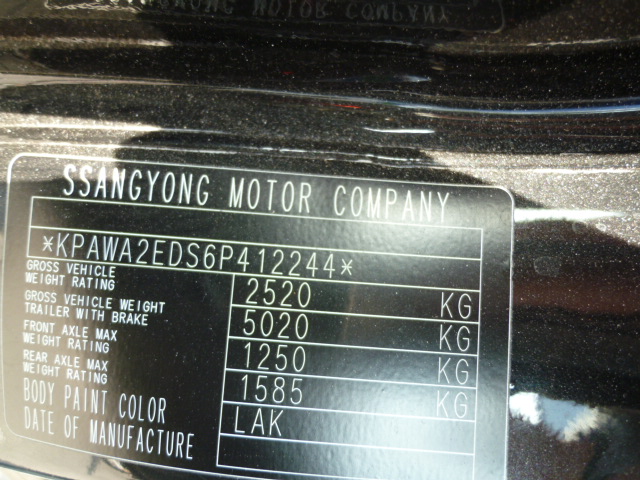 SSANGYONG MOTOR COMPANY
*KPAWA2EDS6P412244*
GROSS VEHICLE WEIGHT RATING 2520 KG
GROSS VEHICLE WEIGHT TRAILER WITH BRAKE 5020 KG
FRONT AXLE MAX WEIGHT RATING 1250 KG
REAR AXLE MAX WEIGHT RATING 1585 KG
BODY PAINT COLOR LAK
DATE OF MANUFACTURE